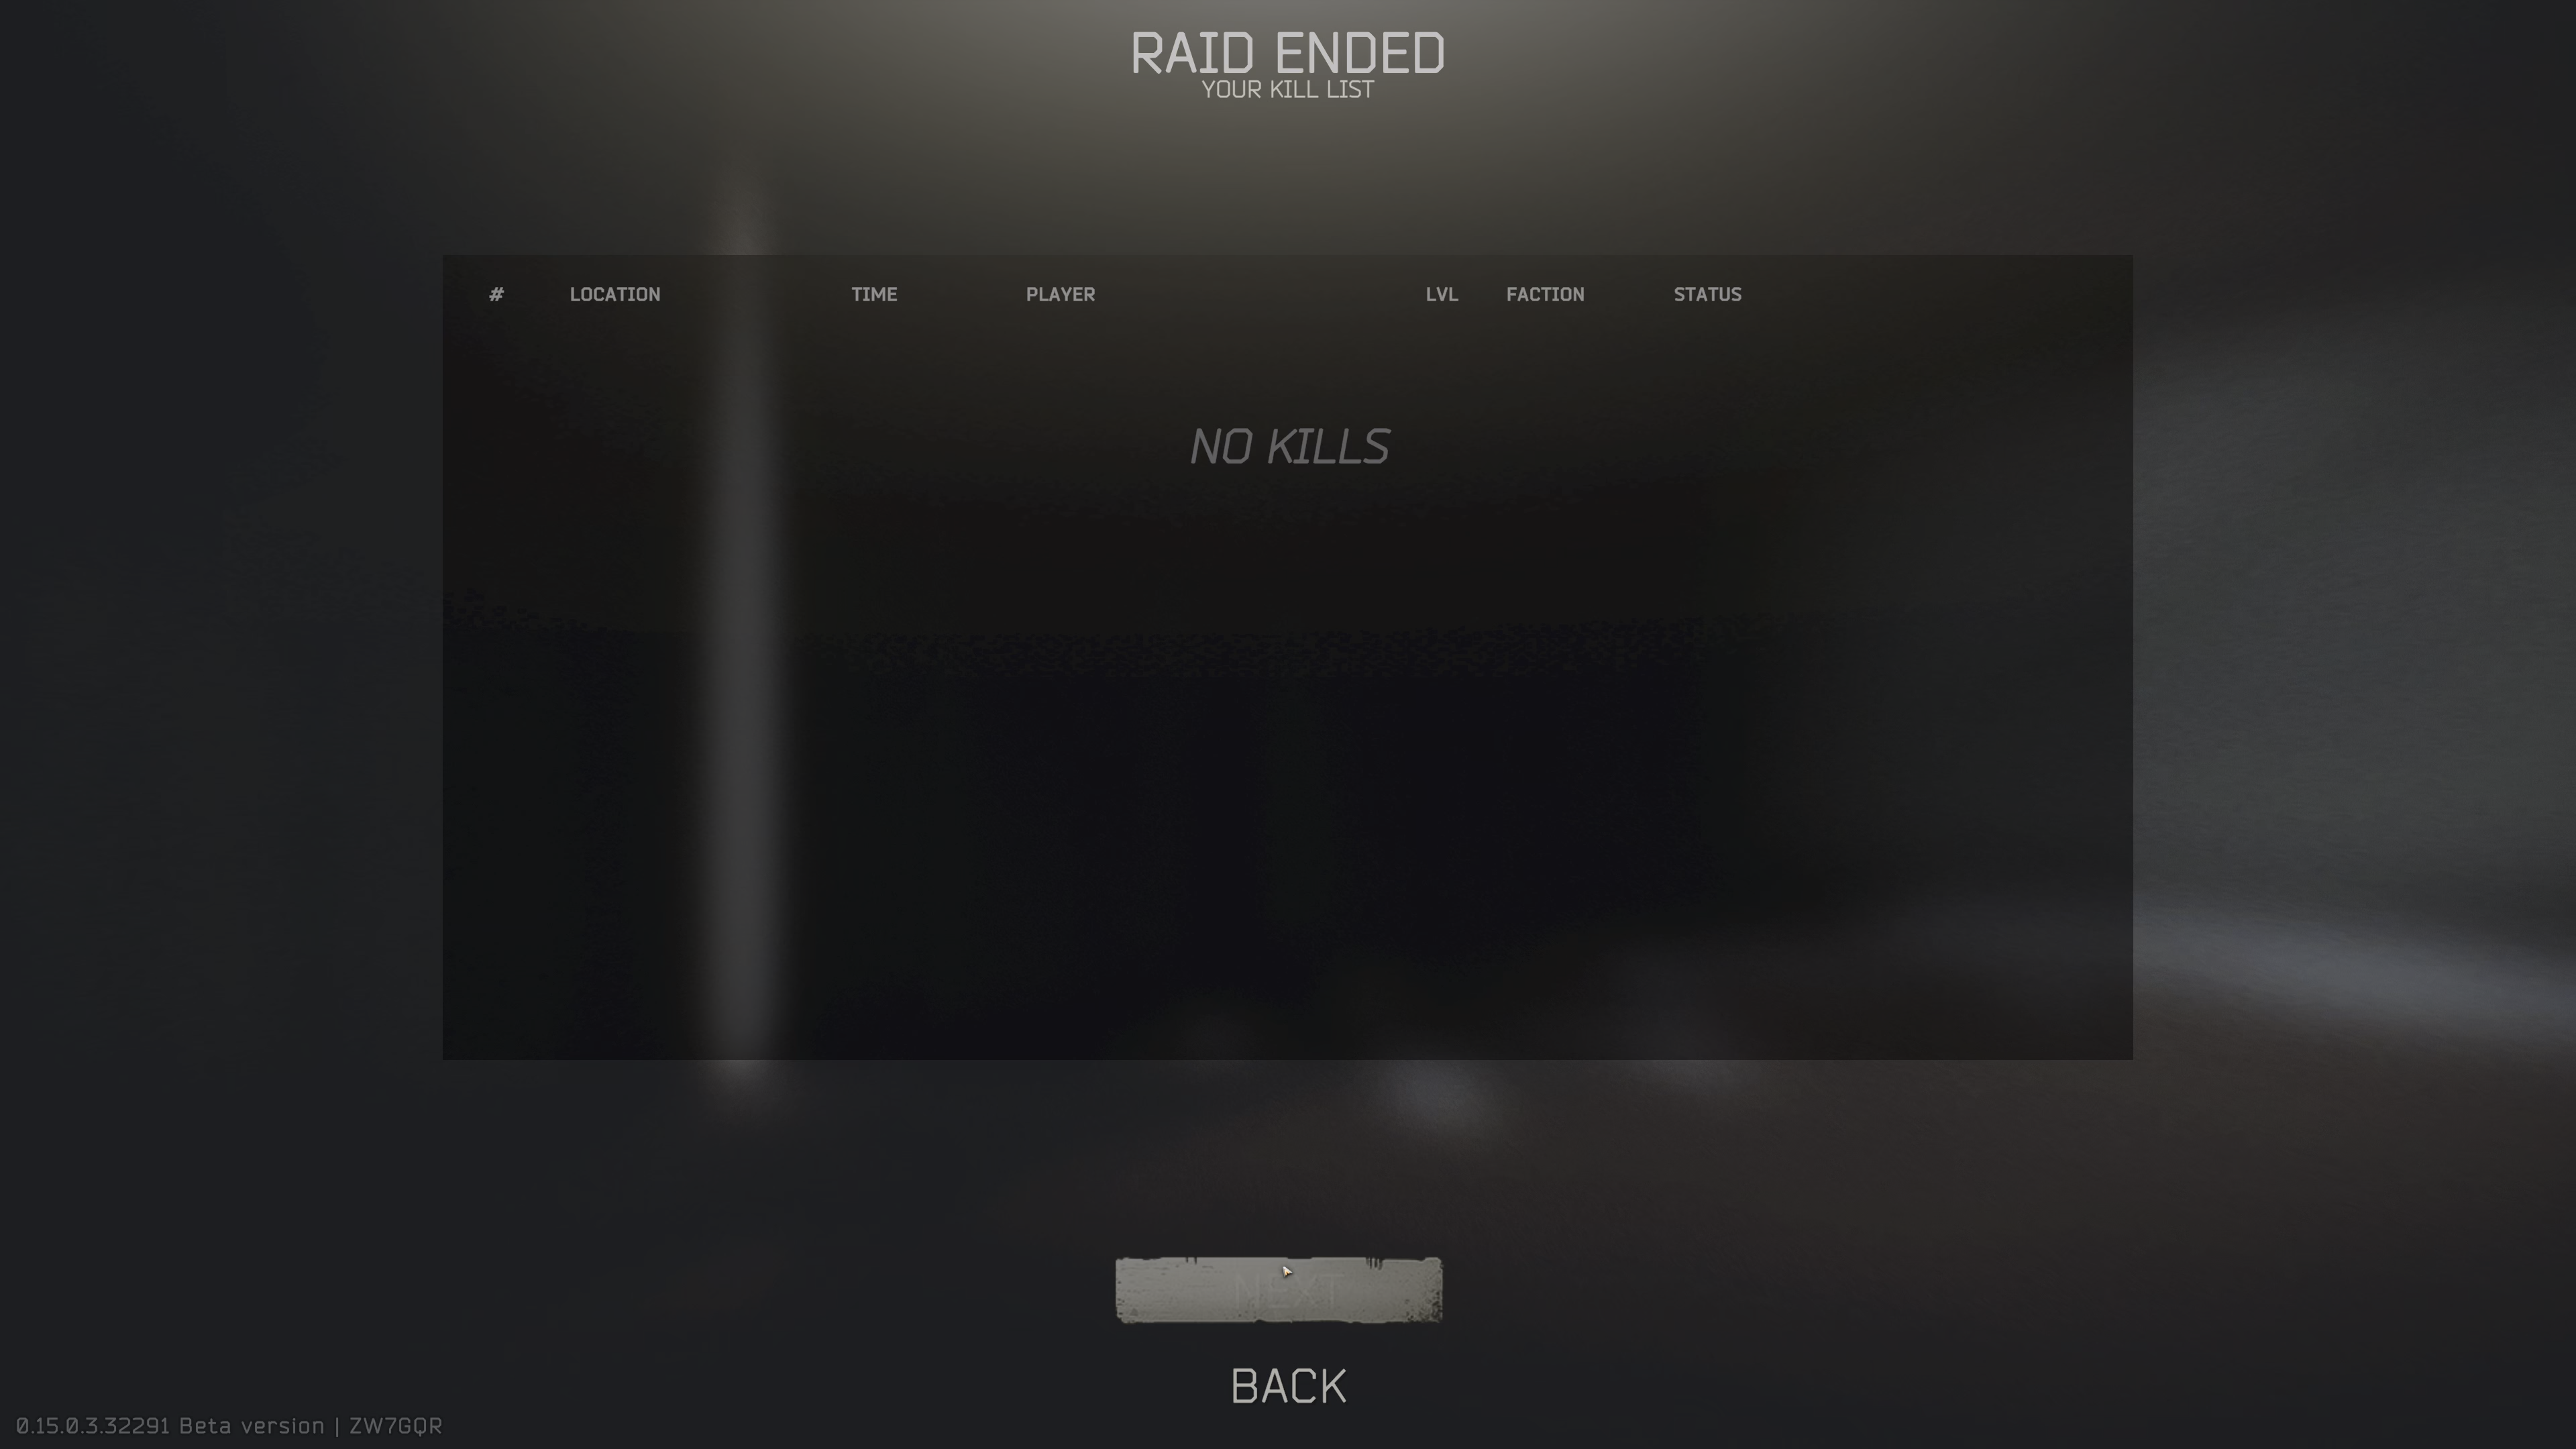 RAID ENDED
YOUR KILL LIST
# LOCATION TIME PLAYER LVL FACTION STATUS
NO KILLS
NEXT
BACK
0.15.0.3.32291 Beta version | ZW7GQR